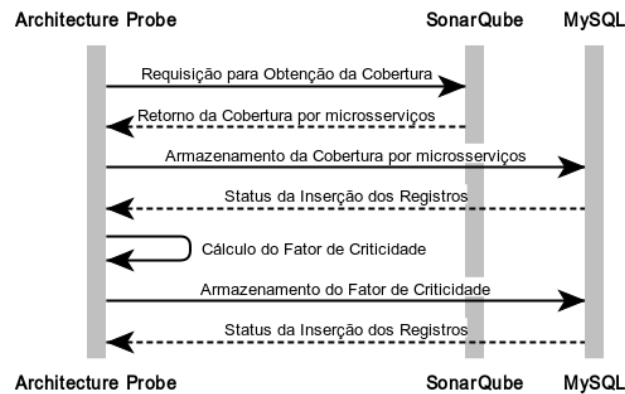 Architecture Probe SonarQube MySQL
Requisição para Obtenção da Cobertura
Retorno da Cobertura por microsserviços
Armazenamento da Cobertura por microsserviços
Status da Inserção dos Registros
Cálculo do Fator de Criticidade
Armazenamento do Fator de Criticidade
Status da Inserção dos Registros
Architecture Probe SonarQube MySQL